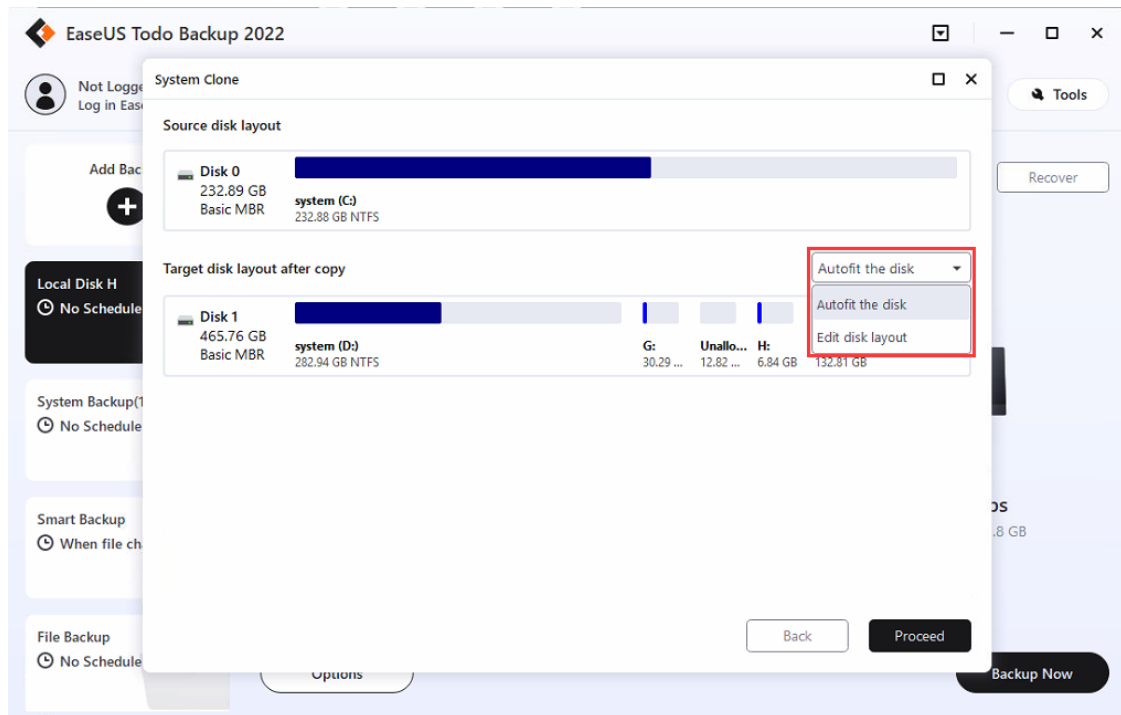 EaseUS Todo Backup 2022
Not Logge
Log in Ease
System Clone
Tools
Source disk layout
Add Bac
Disk 0
232.89 GB
Basic MBR
system (C:)
232.88 GB NTFS
Recover
Target disk layout after copy
Autofit the disk
Autofit the disk
Edit disk layout
Local Disk H
No Schedule
Disk 1
465.76 GB
Basic MBR
system (D:)
282.94 GB NTFS
G:
30.29 ...
Unallo...
12.82 ...
H:
6.84 GB
132.81 GB
System Backup(1
No Schedule
Smart Backup
When file ch
os
.8 GB
File Backup
No Schedule
Back
Proceed
Options
Backup Now